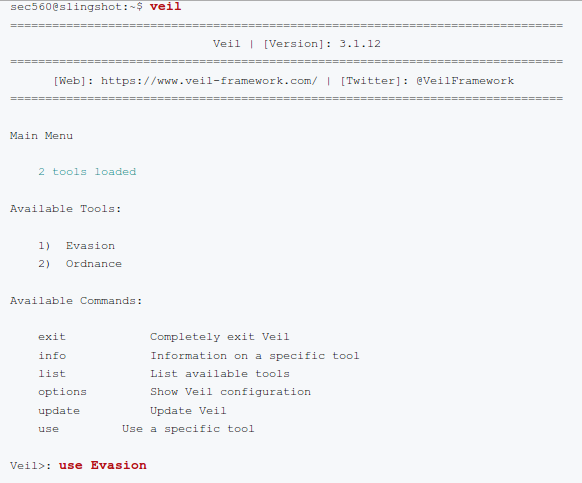 sec560@slingshot:~$ veil
===============================================================================
Veil | [Version]: 3.1.12
===============================================================================
[Web]: https://www.veil-framework.com/ | [Twitter]: @VeilFramework
===============================================================================
Main Menu
2 tools loaded
Available Tools:
1) Evasion
2) Ordnance
Available Commands:
exit Completely exit Veil
info Information on a specific tool
list List available tools
options Show Veil configuration
update Update Veil
use Use a specific tool
Veil>: use Evasion